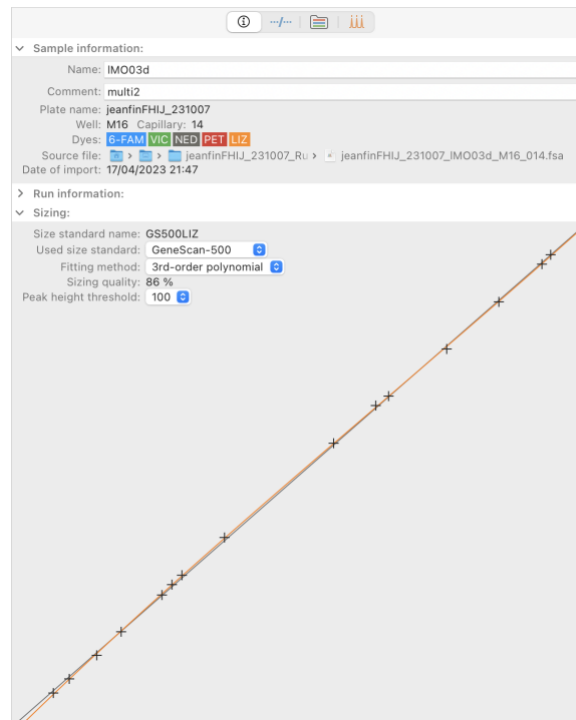 Sample information:
Name: IMO03d
Comment: multi2
Plate name: jeanfinFHIJ_231007
Well: M16 Capillary: 14
Dyes: 6-FAM VIC NED PET LIZ
Source file: jeanfinFHIJ_231007_Ru jeanfinFHIJ_231007_IMO03d_M16_014.fsa
Date of import: 17/04/2023 21:47
Run information:
Sizing:
Size standard name: GS500LIZ
Used size standard: GeneScan-500
Fitting method: 3rd-order polynomial
Sizing quality: 86 %
Peak height threshold: 100